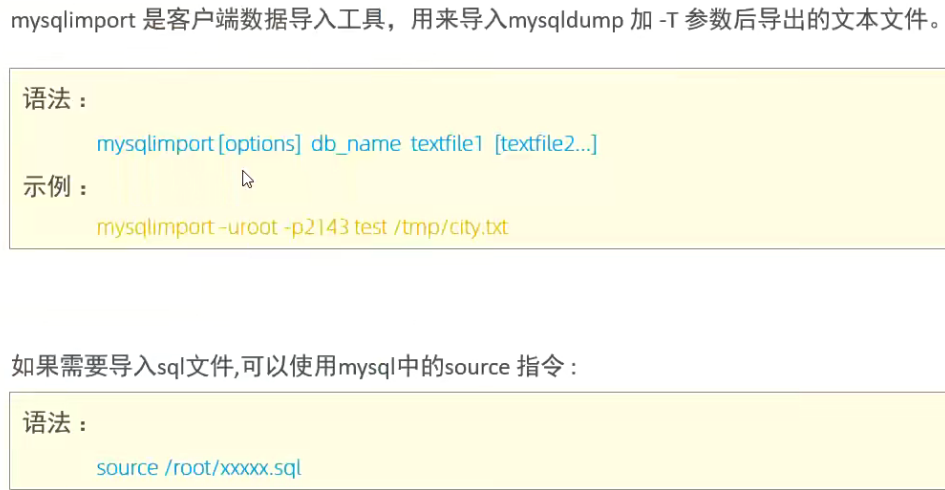 mysqlimport 是客户端数据导入工具，用来导入mysqldump 加 -T 参数后导出的文本文件。
语法：
mysqlimport [options] db_name textfile1 [textfile2...]
示例：
mysqlimport -uroot -p2143 test /tmp/city.txt
如果需要导入sql文件,可以使用mysql中的source 指令 :
语法：
source /root/xxxxx.sql